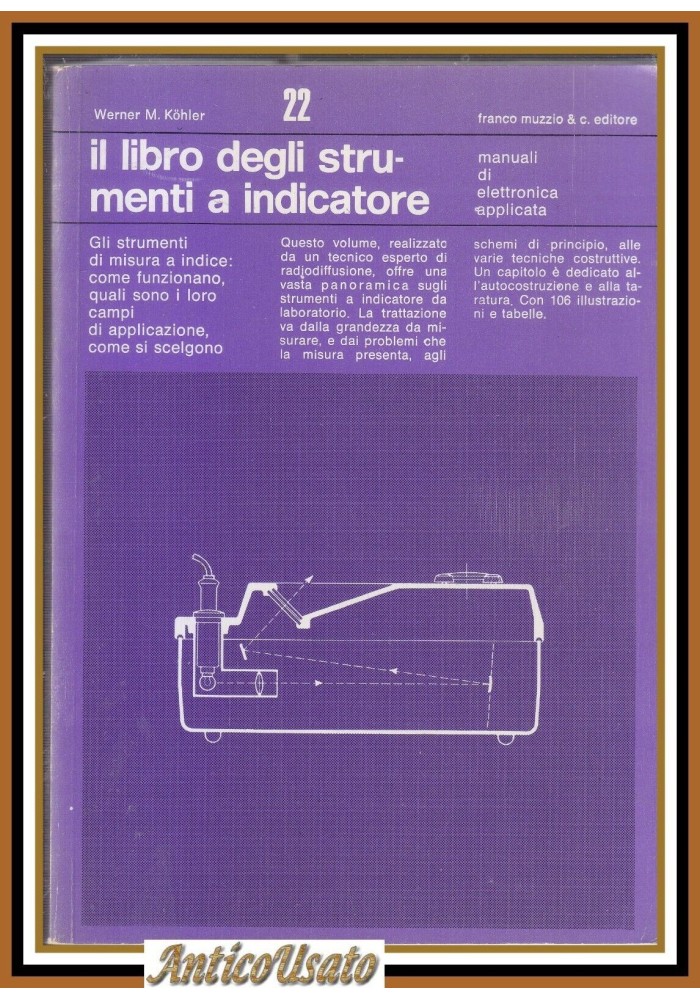 Werner M. Köhler
22
franco muzzio & c. editore
il libro degli stru-
menti a indicatore
manuali
di
elettronica
applicata
Gli strumenti
di misura a indice:
come funzionano,
quali sono i loro
campi
di applicazione,
come si scelgono
Questo volume, realizzato
da un tecnico esperto di
radiodiffusione, offre una
vasta panoramica sugli
strumenti a indicatore da
laboratorio. La trattazione
va dalla grandezza da mi-
surare, e dai problemi che
la misura presenta, agli
schemi di principio, alle
varie tecniche costruttive.
Un capitolo è dedicato al-
l'autocostruzione e alla ta-
ratura. Con 106 illustrazio-
ni e tabelle.
AnticoUsato